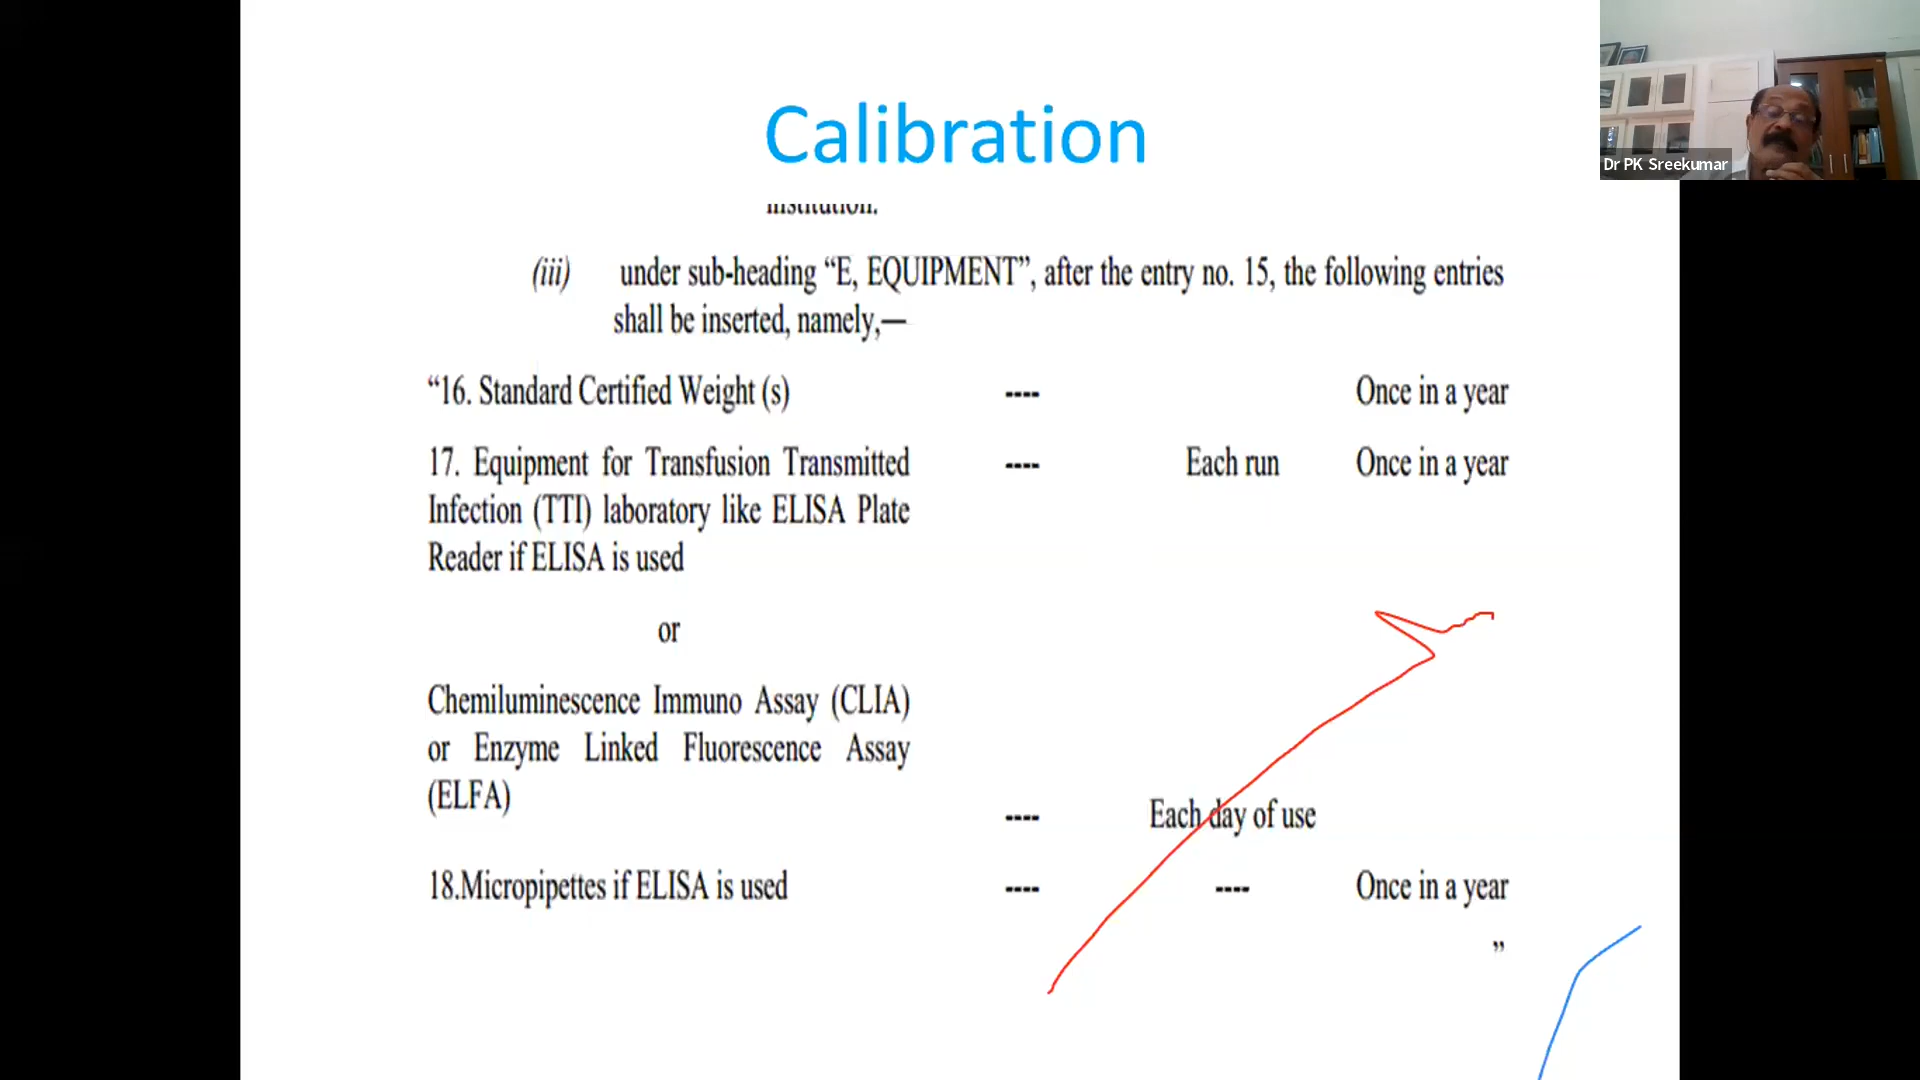 Calibration
Dr PK Sreekumar
institution.
(iii) under sub-heading “E, EQUIPMENT”, after the entry no. 15, the following entries
shall be inserted, namely,—
“16. Standard Certified Weight (s) ---- Once in a year
17. Equipment for Transfusion Transmitted ---- Each run Once in a year
Infection (TTI) laboratory like ELISA Plate
Reader if ELISA is used
or
Chemiluminescence Immuno Assay (CLIA)
or Enzyme Linked Fluorescence Assay
(ELFA)
---- Each day of use
18.Micropipettes if ELISA is used ---- ---- Once in a year
”